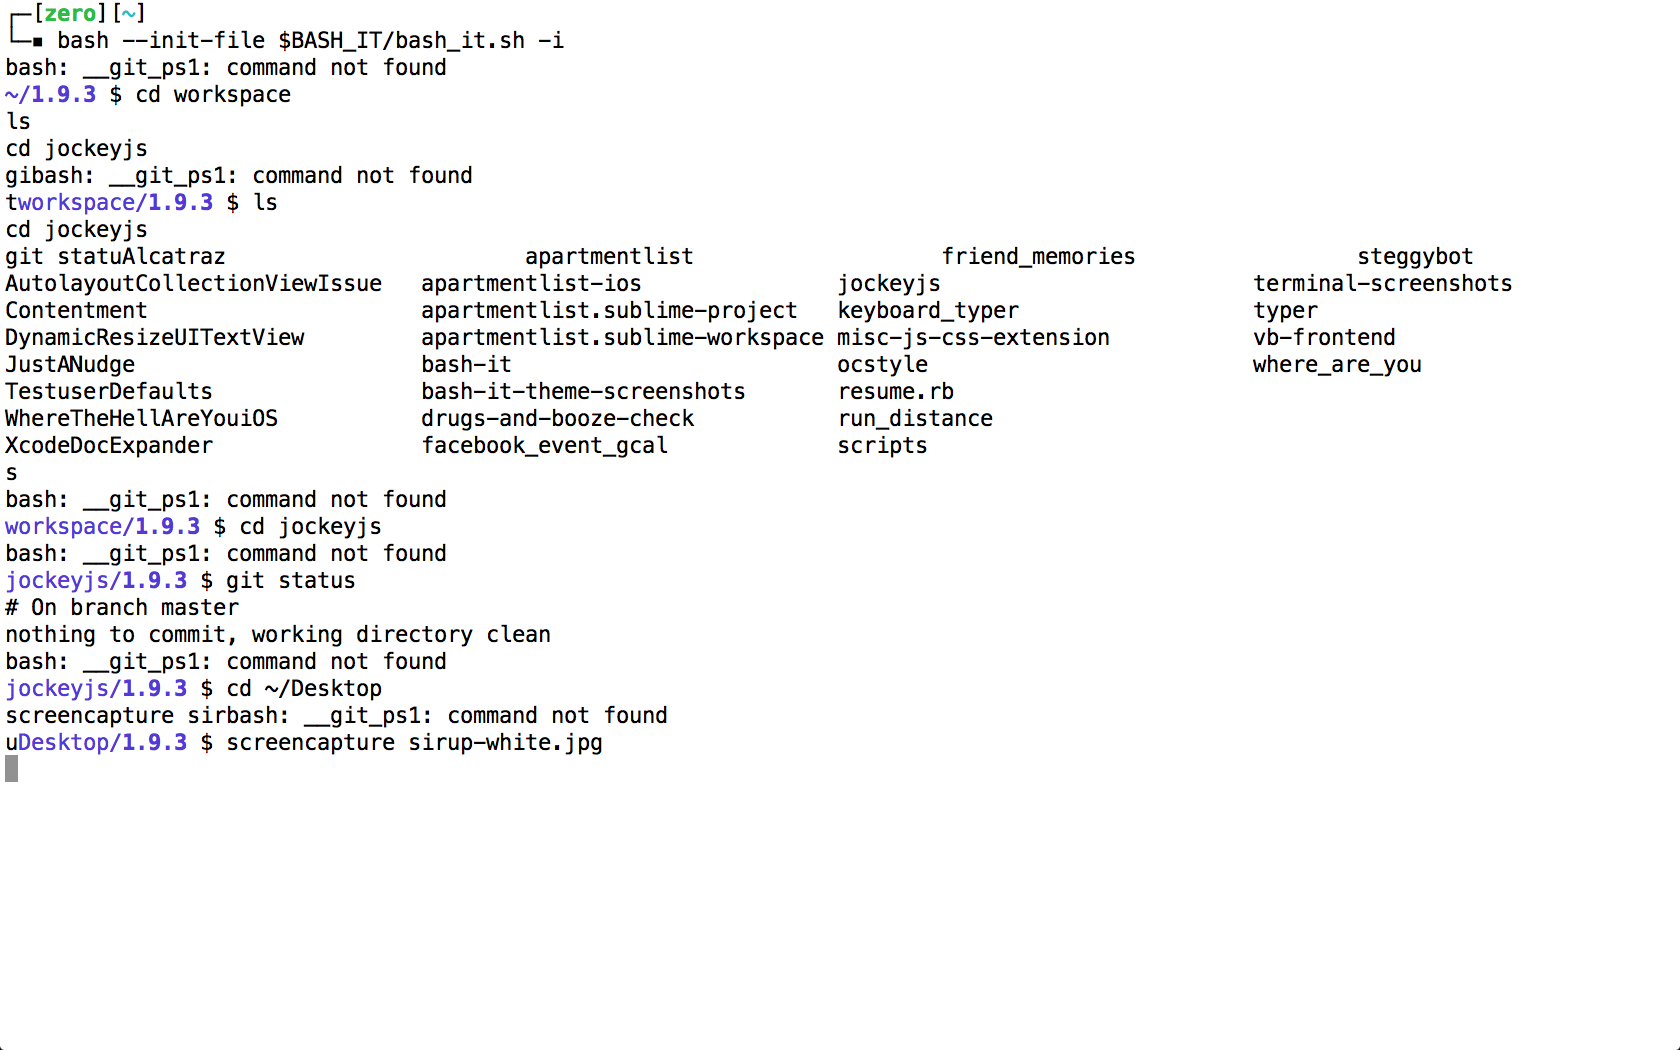 ┌─[zero][~]
└─▪ bash --init-file $BASH_IT/bash_it.sh -i
bash: __git_ps1: command not found
~/1.9.3 $ cd workspace
ls
cd jockeyjs
gibash: __git_ps1: command not found
tworkspace/1.9.3 $ ls
cd jockeyjs
git statuAlcatraz                       apartmentlist                   friend_memories                 steggybot
AutolayoutCollectionViewIssue   apartmentlist-ios               jockeyjs                        terminal-screenshots
Contentment                     apartmentlist.sublime-project   keyboard_typer                  typer
DynamicResizeUITextView         apartmentlist.sublime-workspace misc-js-css-extension           vb-frontend
JustANudge                      bash-it                         ocstyle                         where_are_you
TestuserDefaults                bash-it-theme-screenshots       resume.rb
WhereTheHellAreYouiOS           drugs-and-booze-check           run_distance
XcodeDocExpander                facebook_event_gcal             scripts
s
bash: __git_ps1: command not found
workspace/1.9.3 $ cd jockeyjs
bash: __git_ps1: command not found
jockeyjs/1.9.3 $ git status
# On branch master
nothing to commit, working directory clean
bash: __git_ps1: command not found
jockeyjs/1.9.3 $ cd ~/Desktop
screencapture sirbash: __git_ps1: command not found
uDesktop/1.9.3 $ screencapture sirup-white.jpg